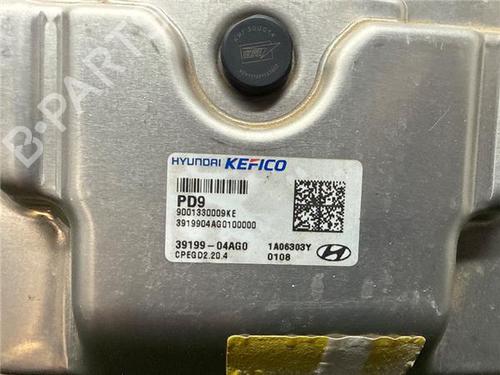 B-PARTS
HYUNDAI KEFICO
PD9
9001330009KE
3919904AG0100000
39199-04AG0 1A06303Y
CPEGD2.20.4 0108